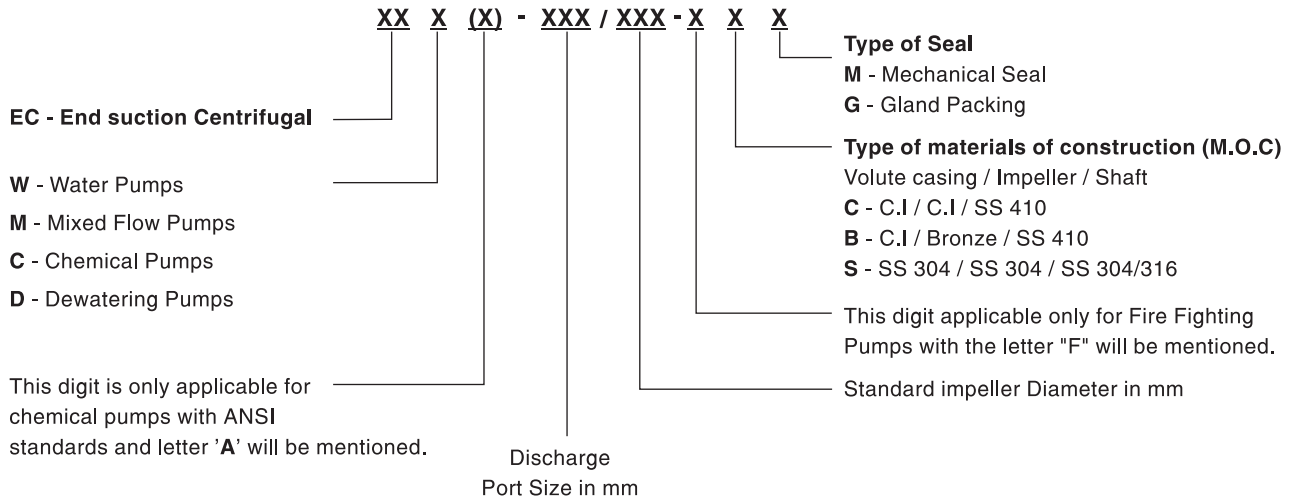 XX X (X) - XXX / XXX - X X X
EC - End suction Centrifugal
W - Water Pumps
M - Mixed Flow Pumps
C - Chemical Pumps
D - Dewatering Pumps
This digit is only applicable for
chemical pumps with ANSI
standards and letter 'A' will be mentioned.
Discharge
Port Size in mm
Type of Seal
M - Mechanical Seal
G - Gland Packing
Type of materials of construction (M.O.C)
Volute casing / Impeller / Shaft
C - C.I / C.I / SS 410
B - C.I / Bronze / SS 410
S - SS 304 / SS 304 / SS 304/316
This digit applicable only for Fire Fighting
Pumps with the letter "F" will be mentioned.
Standard impeller Diameter in mm